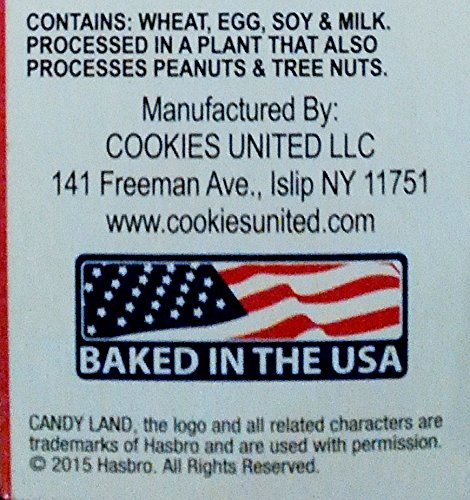 CONTAINS: WHEAT, EGG, SOY & MILK.
PROCESSED IN A PLANT THAT ALSO
PROCESSES PEANUTS & TREE NUTS.
Manufactured By:
COOKIES UNITED LLC
141 Freeman Ave., Islip NY 11751
www.cookiesunited.com
BAKED IN THE USA
CANDY LAND, the logo and all related characters are
trademarks of Hasbro and are used with permission.
© 2015 Hasbro. All Rights Reserved.